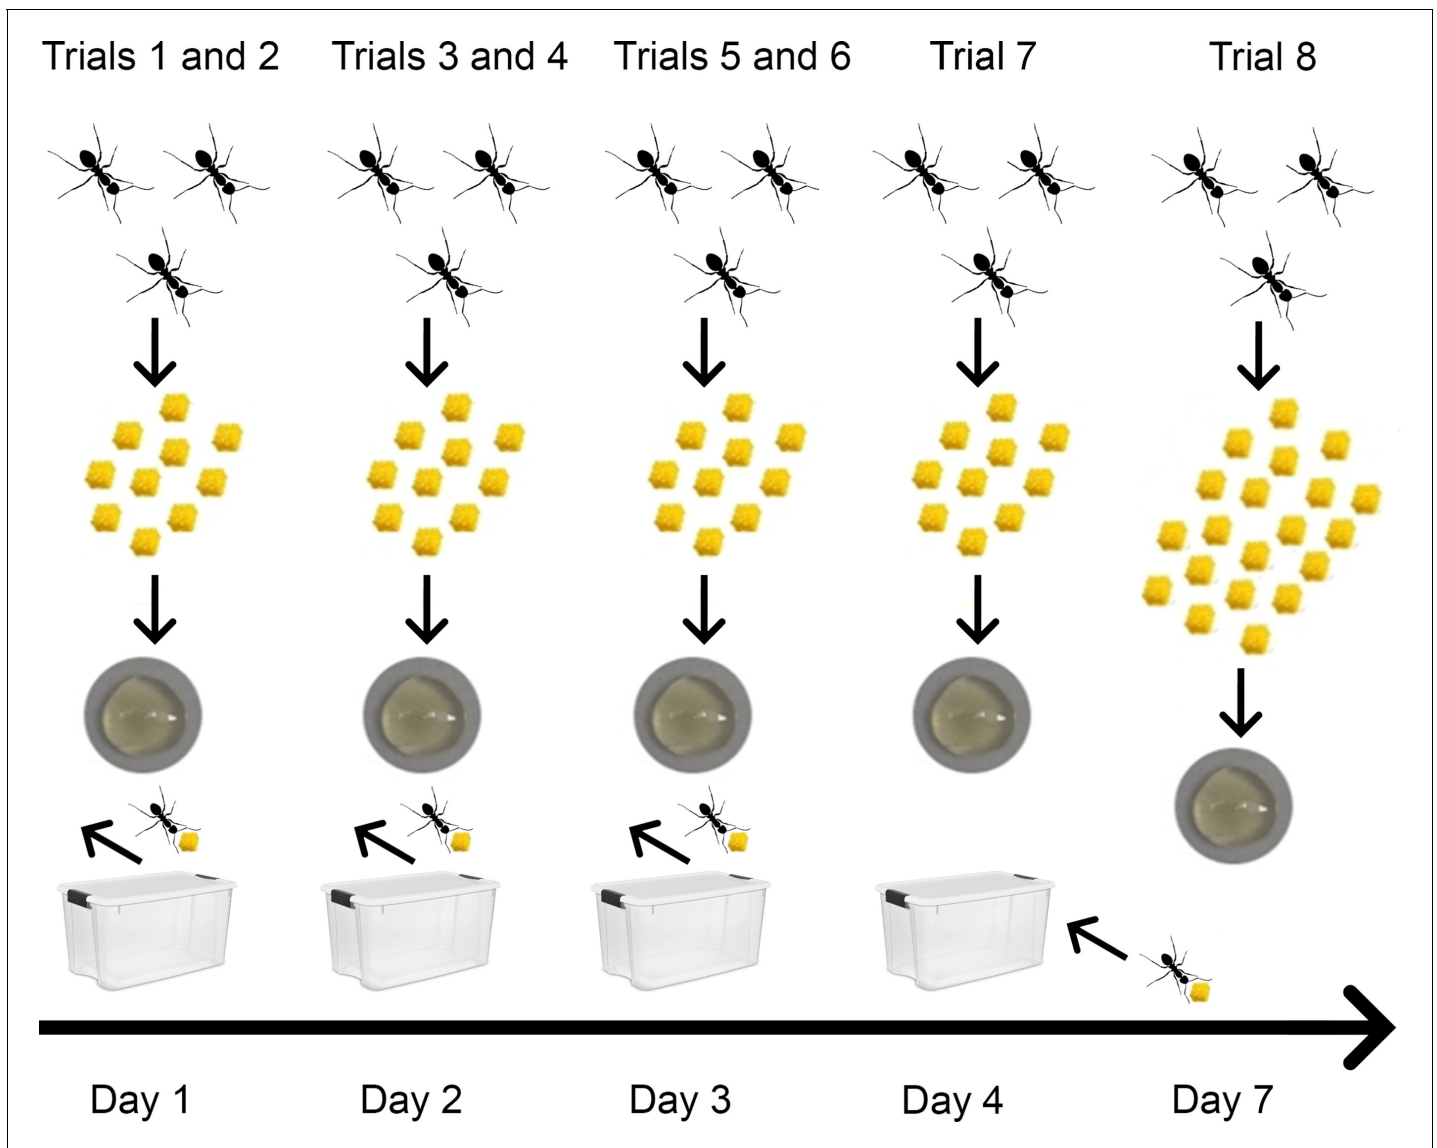 Trials 1 and 2
Trials 3 and 4
Trials 5 and 6
Trial 7
Trial 8
Day 1
Day 2
Day 3
Day 4
Day 7